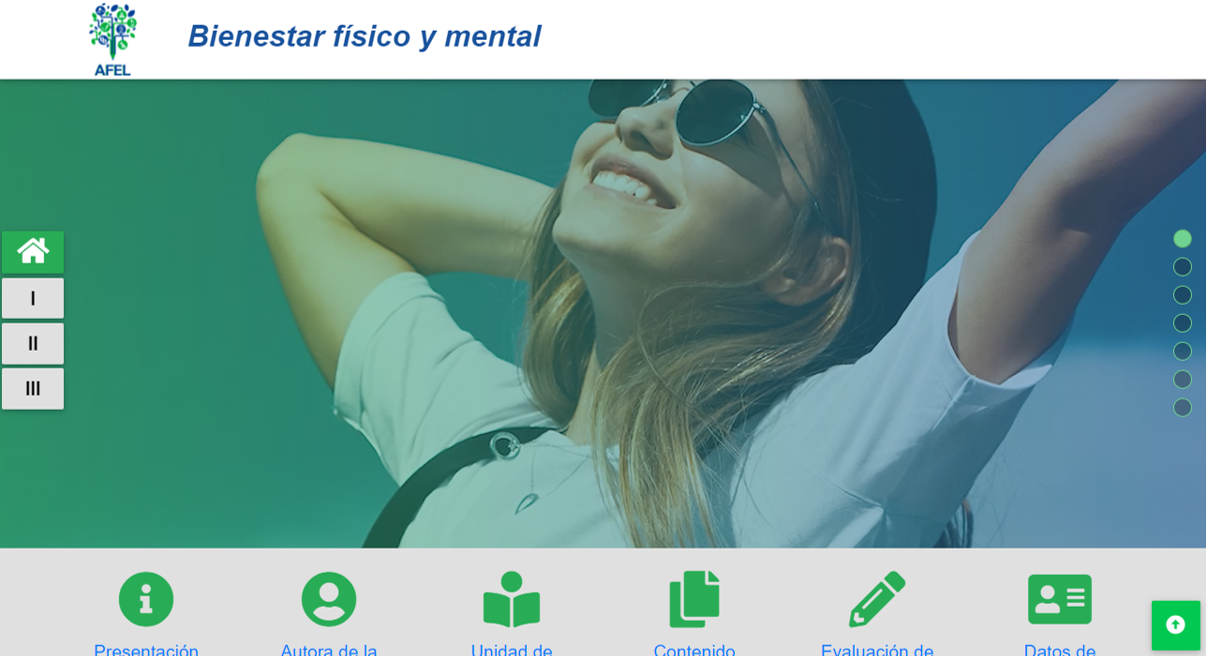 AFEL
Bienestar físico y mental
I
II
III
Presentación
Autora de la
Unidad de
Contenido
Evaluación de
Datos de